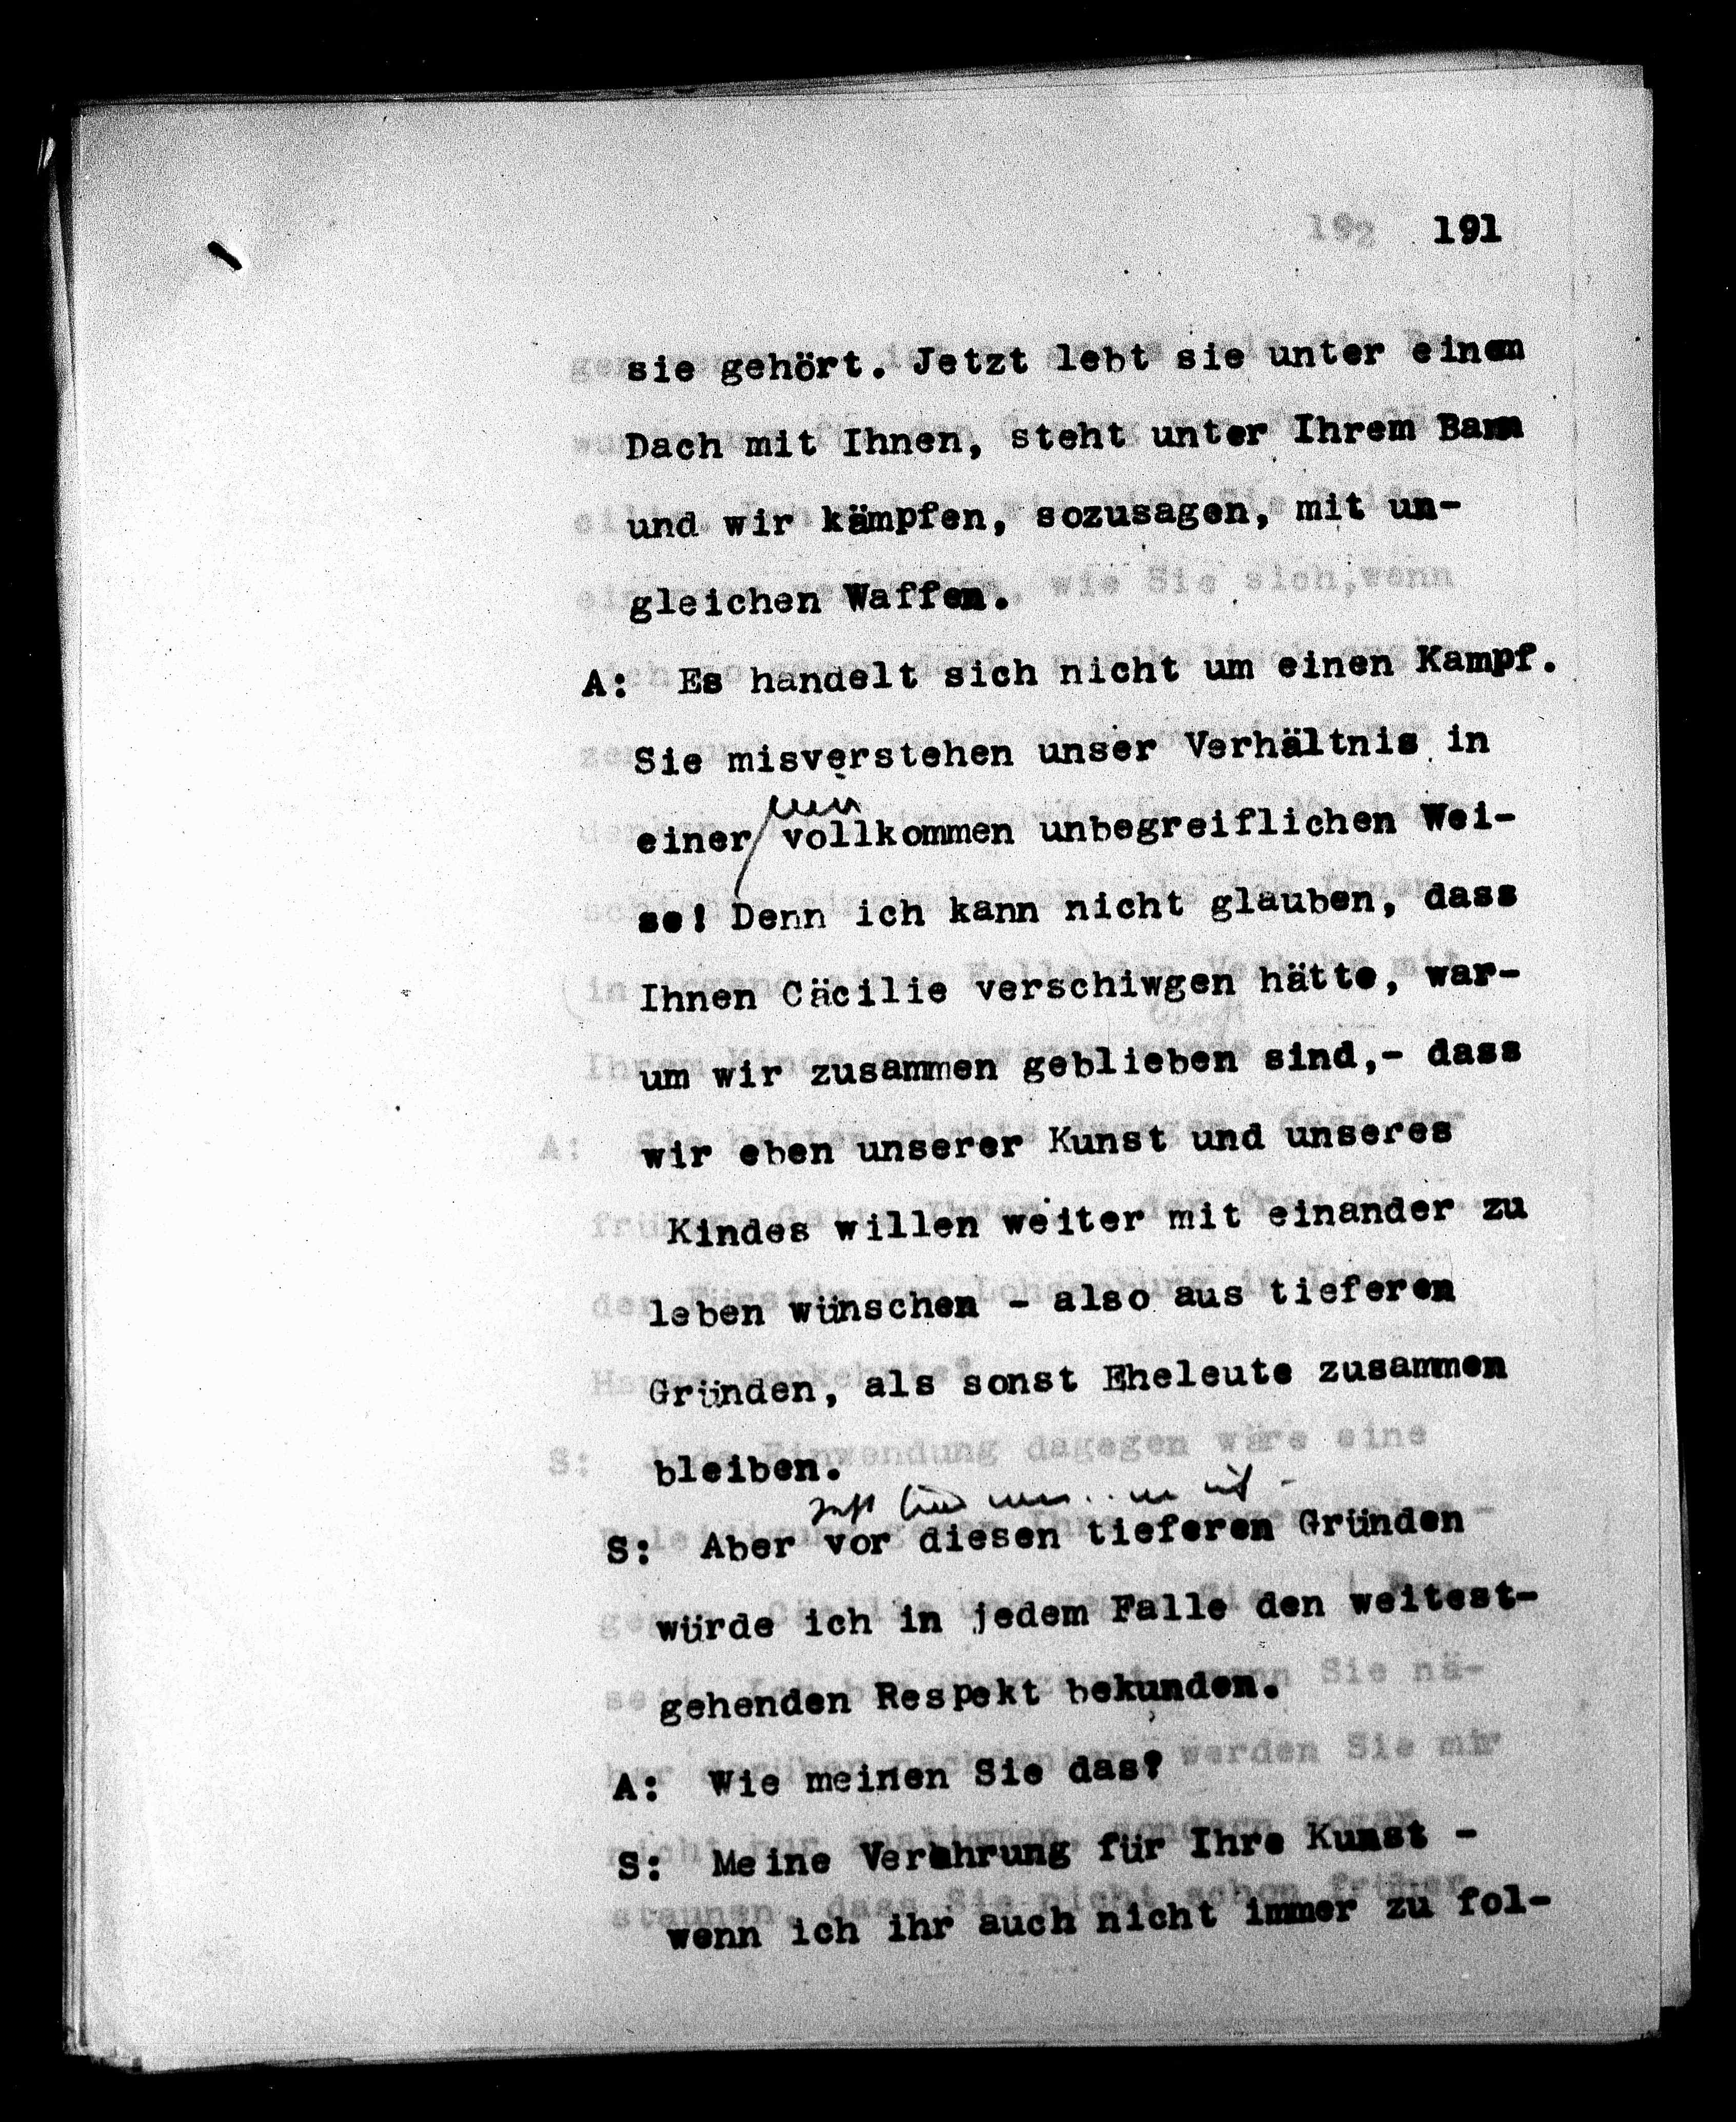 191
sie gehört. Jetzt lebt sie unter einem
Dach mit Ihnen, steht unter Ihrem Bann
und wir kämpfen, sozusagen, mit un-
gleichen Waffen.
A: Es handelt sich nicht um einen Kampf.
Sie misverstehen unser Verhältnis in
einer vollkommen unbegreiflichen Wei-
se! Denn ich kann nicht glauben, dass
Ihnen Cäcilie verschiwgen hätte, war-
um wir zusammen geblieben sind,- dass
wir eben unserer Kunst und unseres
Kindes willen weiter mit einander zu
leben wünschen - also aus tieferen
Gründen, als sonst Eheleute zusammen
bleiben.
S: Aber vor diesen tieferen Gründen
würde ich in jedem Falle den weitest-
gehenden Respekt bekunden.
A: Wie meinen Sie das?
S: Meine Verehrung für Ihre Kunst -
wenn ich ihr auch nicht immer zu fol-